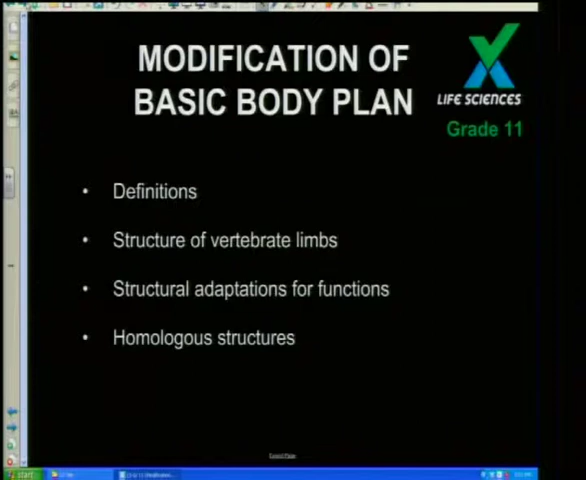 MODIFICATION OF
BASIC BODY PLAN
LIFE SCIENCES
Grade 11
• Definitions
• Structure of vertebrate limbs
• Structural adaptations for functions
• Homologous structures
start